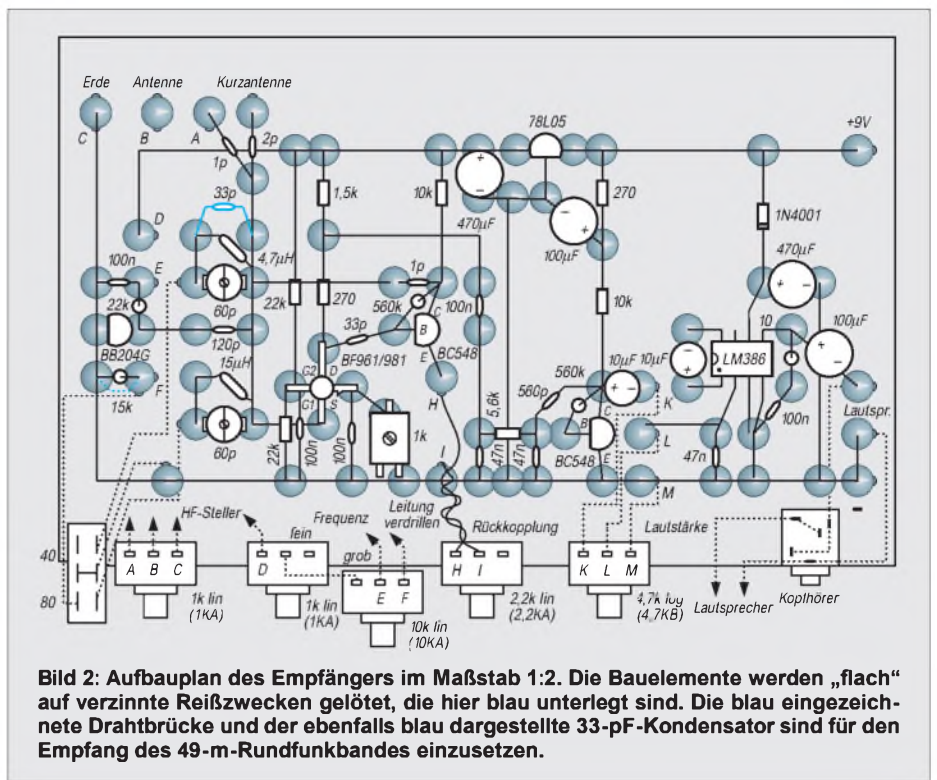 Erde Antenne Kurzantenne
C B A 2p
1p
78L05
+9V
33p
1,5k
10k
470µF
270
1N4001
D
4,7µH
100µF
470µF
100n E
1p
22k
60p
22k
270
560k
C
100n
10k
10
100µF
33p
B
120p
BF961/981
E BC548
LM386
BB204G
15µH
G2 D
G1 S
10µF 10µF
560k
K
F
15k
H
560p
C
B
100n
Lautspr.
60p
22k
100n
100n
1k
5,6k
47n
47n
BC548 E
L
47n
I
M
HF-Steller
fein
Frequenz
Leitung
verdrillen
Rückkopplung
Lautstärke
grob
40
80
A B C
D
E F
H I
K L M
1k lin
(1KA)
1k lin
(1KA)
10k lin
(10KA)
2,2k lin
(2,2KA)
4,7k log
(4,7KB)
Lautsprecher
Kopfhörer
Bild 2: Aufbauplan des Empfängers im Maßstab 1:2. Die Bauelemente werden „flach“
auf verzinnte Reißzwecken gelötet, die hier blau unterlegt sind. Die blau eingezeich-
nete Drahtbrücke und der ebenfalls blau dargestellte 33-pF-Kondensator sind für den
Empfang des 49-m-Rundfunkbandes einzusetzen.